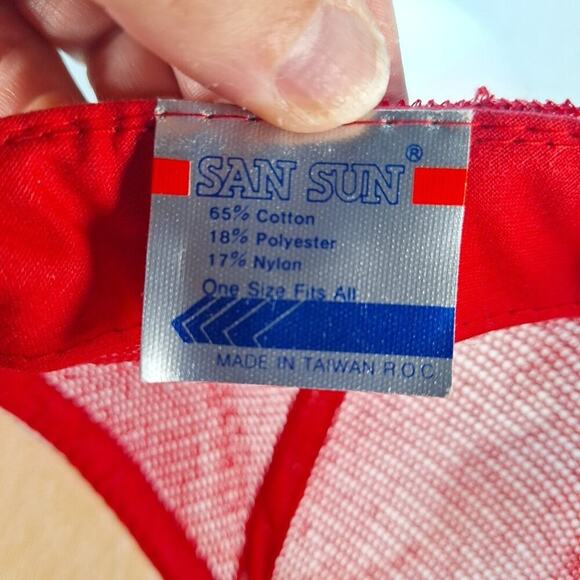 SAN SUN®
65% Cotton
18% Polyester
17% Nylon
One Size Fits All
MADE IN TAIWAN R.O.C.